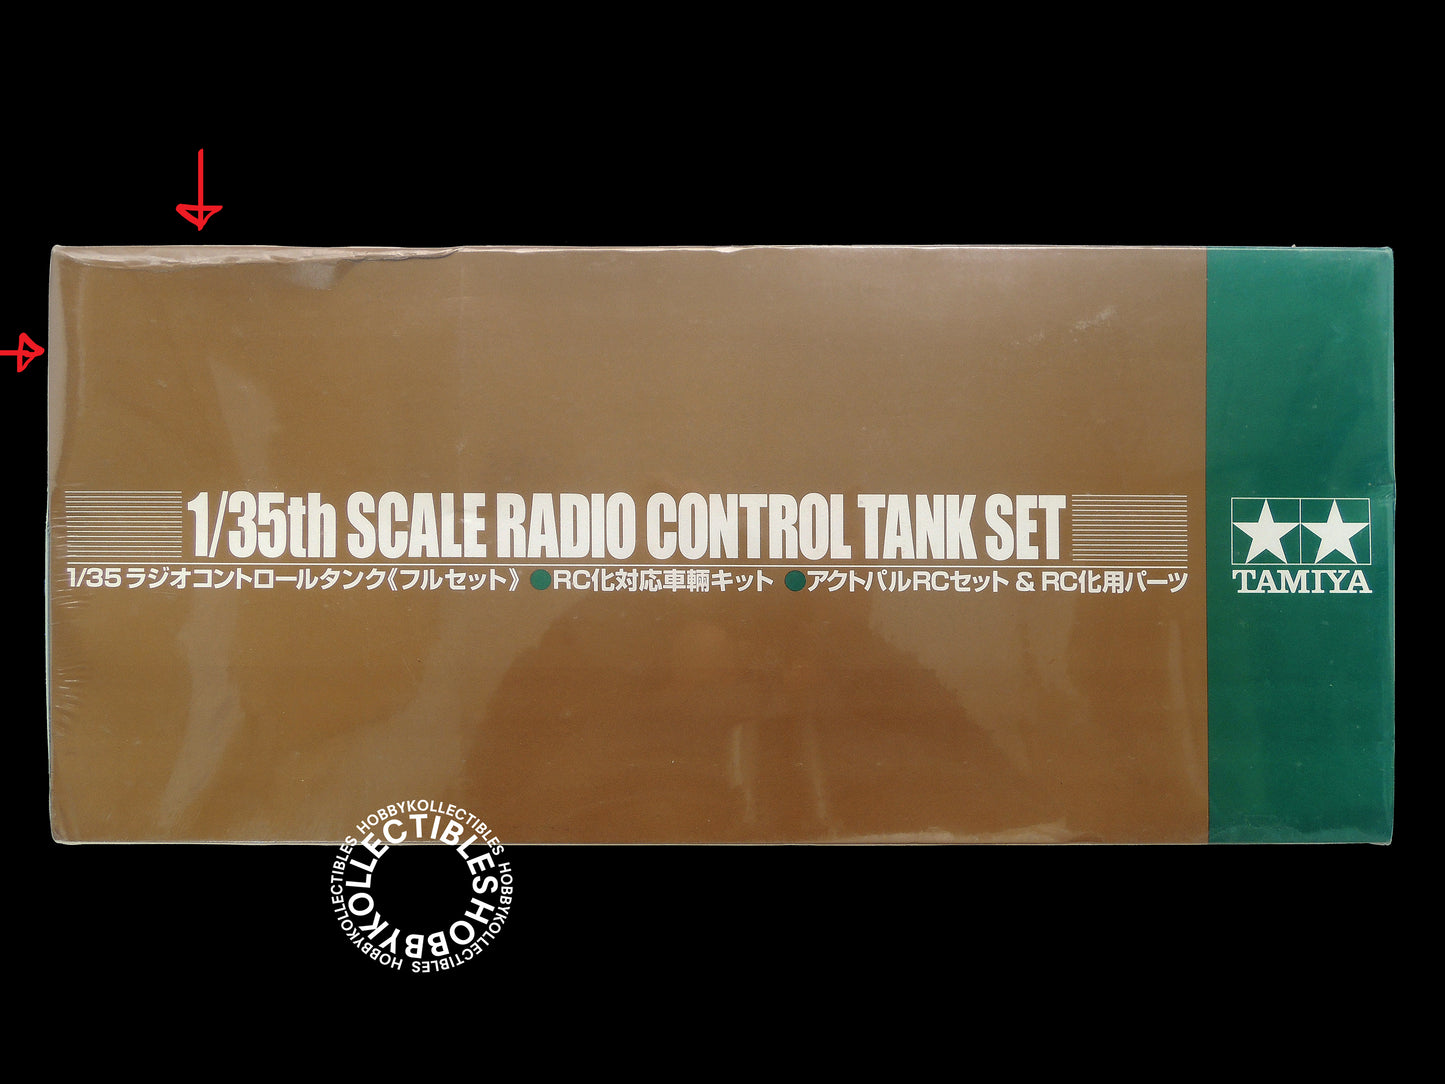 1/35th SCALE RADIO CONTROL TANK SET
1/35 ラジオコントロールタンク《フルセット》 ●RC化対応車輛キット ●アクトパルRCセット & RC化用パーツ
TAMIYA
HOBBYKOLLECTIBLES HOBBYKOLLECTIBLES HOBBYKOLLECTIBLES
HOBBYKOLLECTIBLES